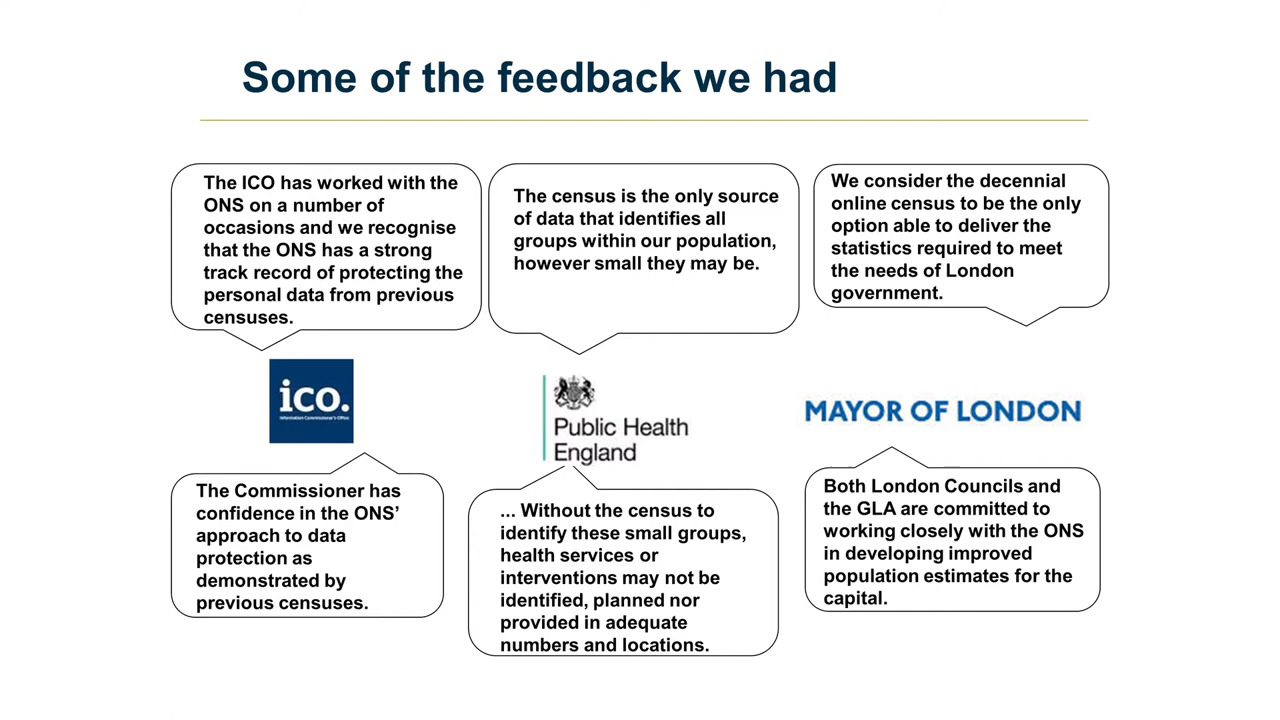 Some of the feedback we had
The ICO has worked with the
ONS on a number of
occasions and we recognise
that the ONS has a strong
track record of protecting the
personal data from previous
censuses.
The census is the only source
of data that identifies all
groups within our population,
however small they may be.
We consider the decennial
online census to be the only
option able to deliver the
statistics required to meet
the needs of London
government.
ico.
Information Commissioner's Office
Public Health
England
MAYOR OF LONDON
The Commissioner has
confidence in the ONS’
approach to data
protection as
demonstrated by
previous censuses.
... Without the census to
identify these small groups,
health services or
interventions may not be
identified, planned nor
provided in adequate
numbers and locations.
Both London Councils and
the GLA are committed to
working closely with the ONS
in developing improved
population estimates for the
capital.